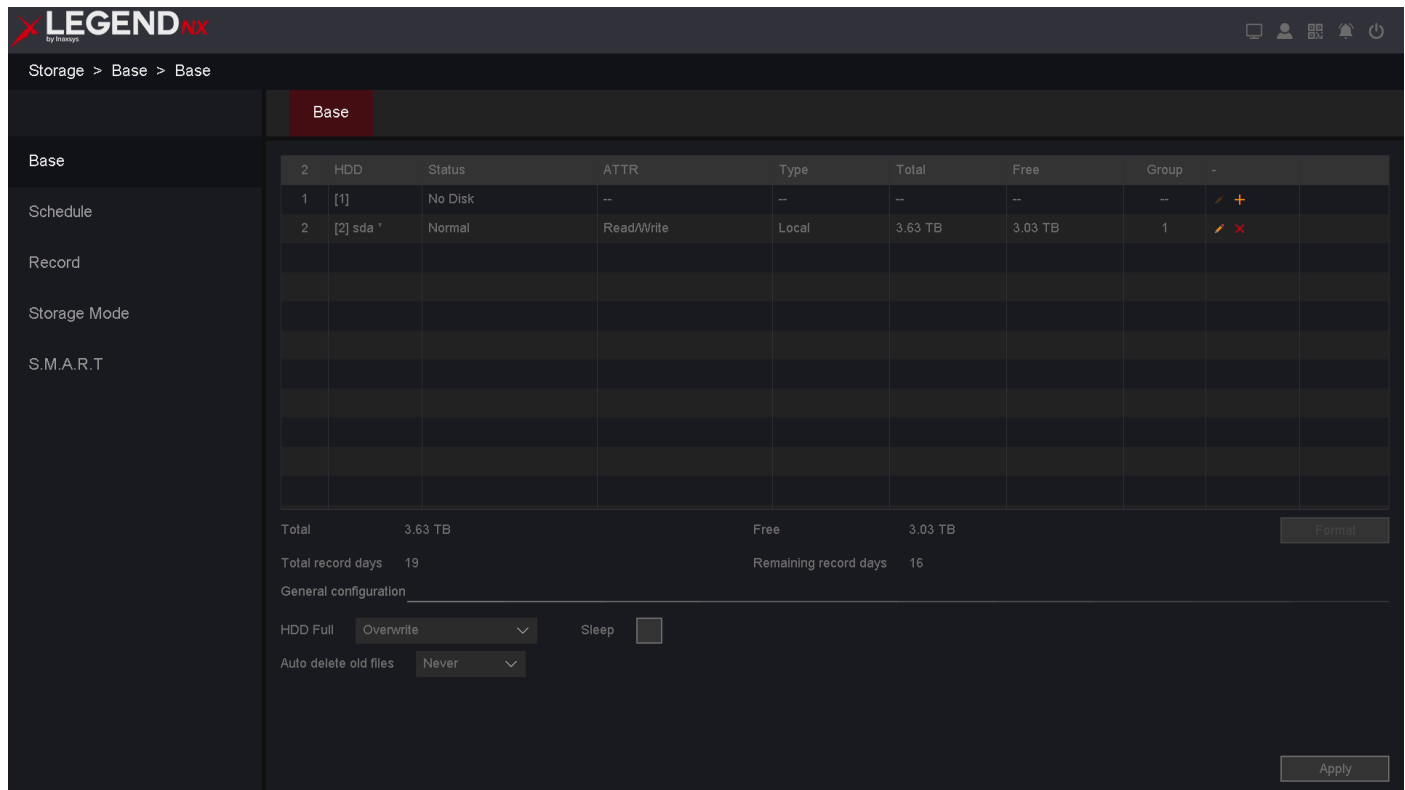 LEGEND NX
by Inaxsys
Storage > Base > Base
Base
Base
Schedule
Record
Storage Mode
S.M.A.R.T
2 HDD Status ATTR Type Total Free Group -
1 [1] No Disk -- -- -- -- --
2 [2] sda * Normal Read/Write Local 3.63 TB 3.03 TB 1
Total 3.63 TB Free 3.03 TB Format
Total record days 19 Remaining record days 16
General configuration
HDD Full Overwrite Sleep
Auto delete old files Never
Apply